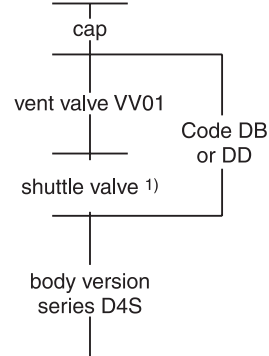 cap
vent valve VV01
Code DB
or DD
shuttle valve 1)
body version
series D4S